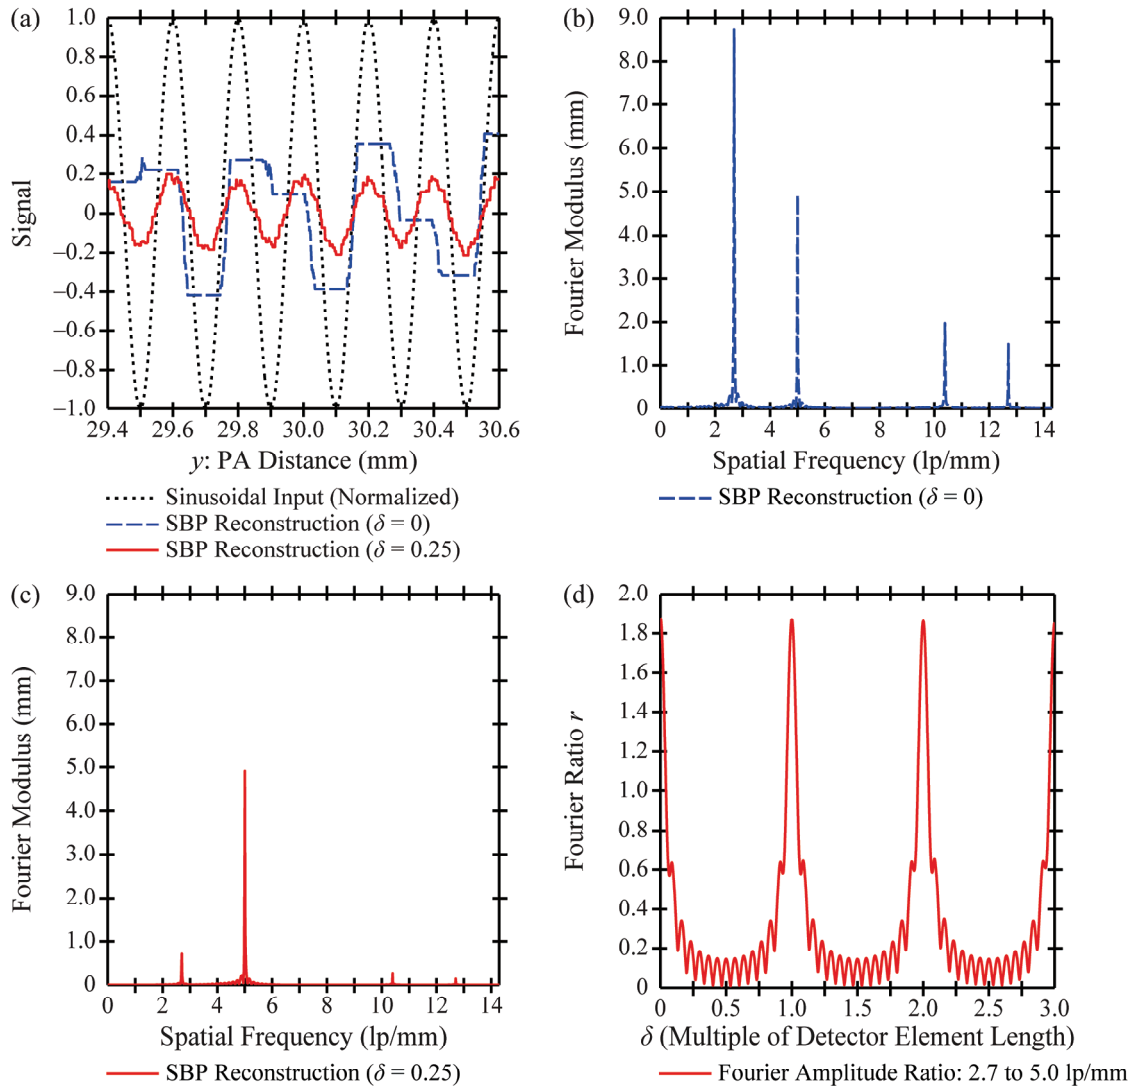 (a)
1.0
0.8
0.6
0.4
0.2
0
–0.2
–0.4
–0.6
–0.8
–1.0
Signal
29.4 29.6 29.8 30.0 30.2 30.4 30.6
y: PA Distance (mm)
Sinusoidal Input (Normalized)
SBP Reconstruction (δ = 0)
SBP Reconstruction (δ = 0.25)
(b)
9.0
8.0
7.0
6.0
5.0
4.0
3.0
2.0
1.0
0
Fourier Modulus (mm)
0 2 4 6 8 10 12 14
Spatial Frequency (lp/mm)
SBP Reconstruction (δ = 0)
(c)
9.0
8.0
7.0
6.0
5.0
4.0
3.0
2.0
1.0
0
Fourier Modulus (mm)
0 2 4 6 8 10 12 14
Spatial Frequency (lp/mm)
SBP Reconstruction (δ = 0.25)
(d)
2.0
1.8
1.6
1.4
1.2
1.0
0.8
0.6
0.4
0.2
0
Fourier Ratio r
0 0.5 1.0 1.5 2.0 2.5 3.0
δ (Multiple of Detector Element Length)
Fourier Amplitude Ratio: 2.7 to 5.0 lp/mm